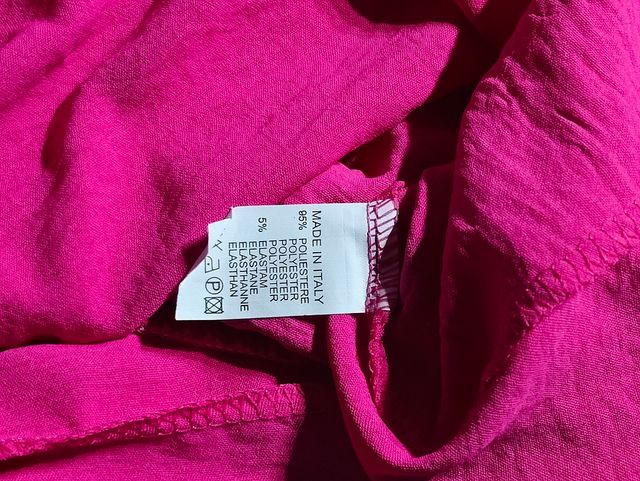 MADE IN ITALY
95% POLIESTERE
POLYESTER
POLYESTER
POLYESTER
5% ELASTAM
ELASTANE
ELASTHANNE
ELASTHAN
P